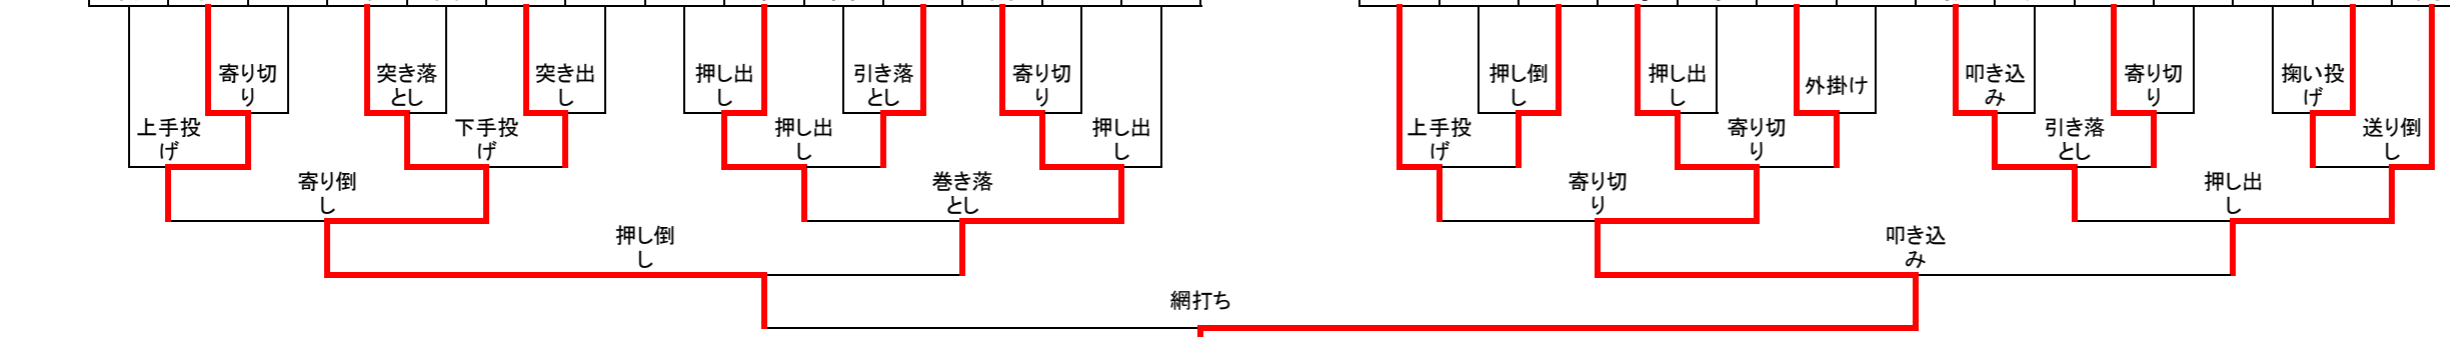 寄り切
り
突き落
とし
突き出
し
押し出
し
引き落
とし
寄り切
り
押し倒
し
押し出
し
外掛け
叩き込
み
寄り切
り
掬い投
げ
上手投
げ
下手投
げ
押し出
し
押し出
し
上手投
げ
寄り切
り
引き落
とし
送り倒
し
寄り倒
し
巻き落
とし
寄り切
り
押し出
し
押し倒
し
叩き込
み
網打ち